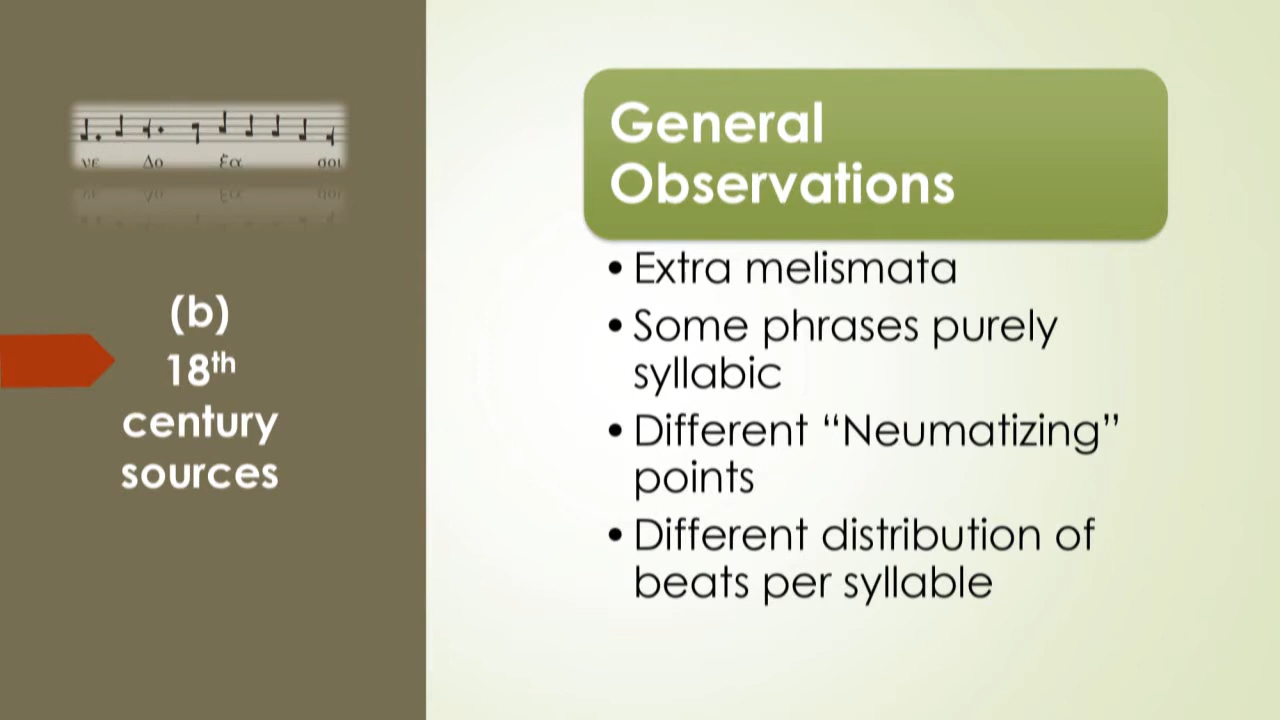 νε Δο ξα σοι
(b)
18th
century
sources
General
Observations
• Extra melismata
• Some phrases purely
syllabic
• Different “Neumatizing”
points
• Different distribution of
beats per syllable